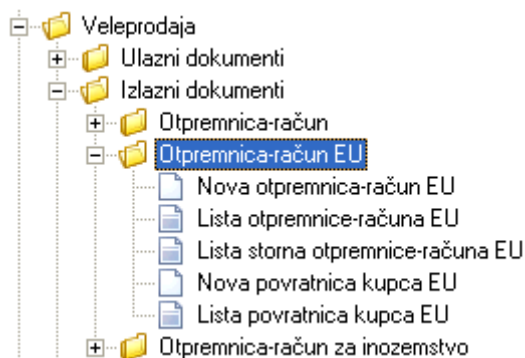 Veleprodaja
Ulazni dokumenti
Izlazni dokumenti
Otpremnica-račun
Otpremnica-račun EU
Nova otpremnica-račun EU
Lista otpremnice-računa EU
Lista storna otpremnice-računa EU
Nova povratnica kupca EU
Lista povratnica kupca EU
Otpremnica-račun za inozemstvo